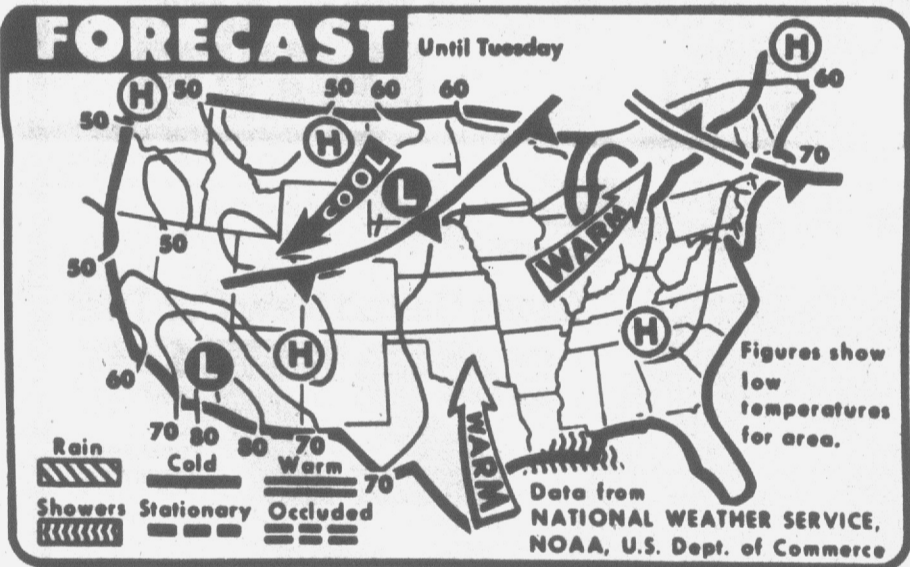 FORECAST Until Tuesday
H
H 50 50 60 60 60
50
H
COOL L 70
WARM
50
50
H H
L
60
70 80 80 70
70
WARM
Figures show
low
temperatures
for area.
Rain Cold Warm
Showers Stationary Occluded
Data from
NATIONAL WEATHER SERVICE,
NOAA, U.S. Dept. of Commerce